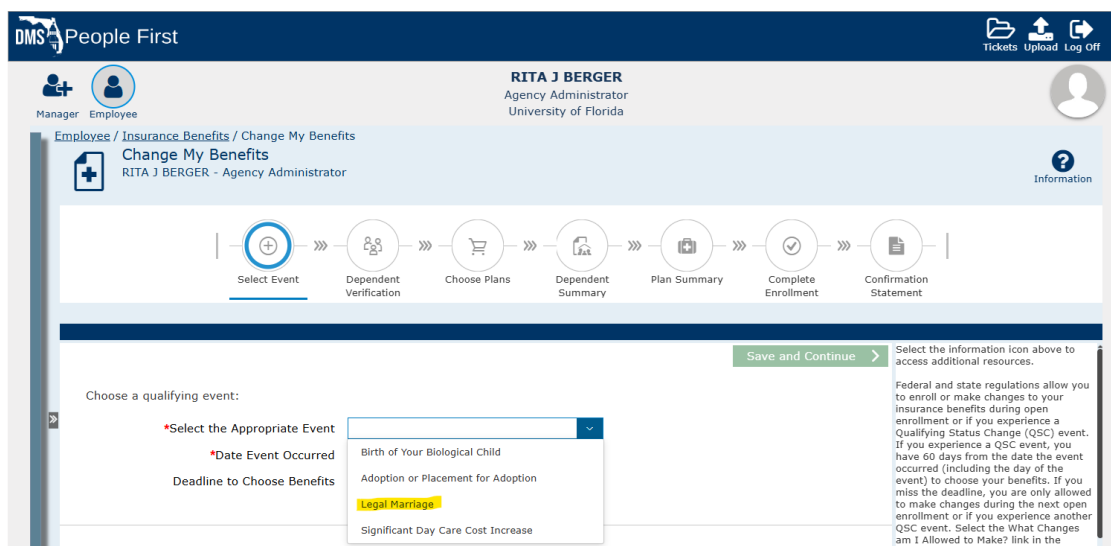 DMS People First
Tickets Upload Log Off
Manager Employee
RITA J BERGER
Agency Administrator
University of Florida
Employee / Insurance Benefits / Change My Benefits
Change My Benefits
RITA J BERGER - Agency Administrator
Information
Select Event
Dependent
Verification
Choose Plans
Dependent
Summary
Plan Summary
Complete
Enrollment
Confirmation
Statement
Save and Continue
Choose a qualifying event:
*Select the Appropriate Event
*Date Event Occurred
Deadline to Choose Benefits
Birth of Your Biological Child
Adoption or Placement for Adoption
Legal Marriage
Significant Day Care Cost Increase
Select the information icon above to
access additional resources.
Federal and state regulations allow you
to enroll or make changes to your
insurance benefits during open
enrollment or if you experience a
Qualifying Status Change (QSC) event.
If you experience a QSC event, you
have 60 days from the date the event
occurred (including the day of the
event) to choose your benefits. If you
miss the deadline, you are only allowed
to make changes during the next open
enrollment or if you experience another
QSC event. Select the What Changes
am I Allowed to Make? link in the